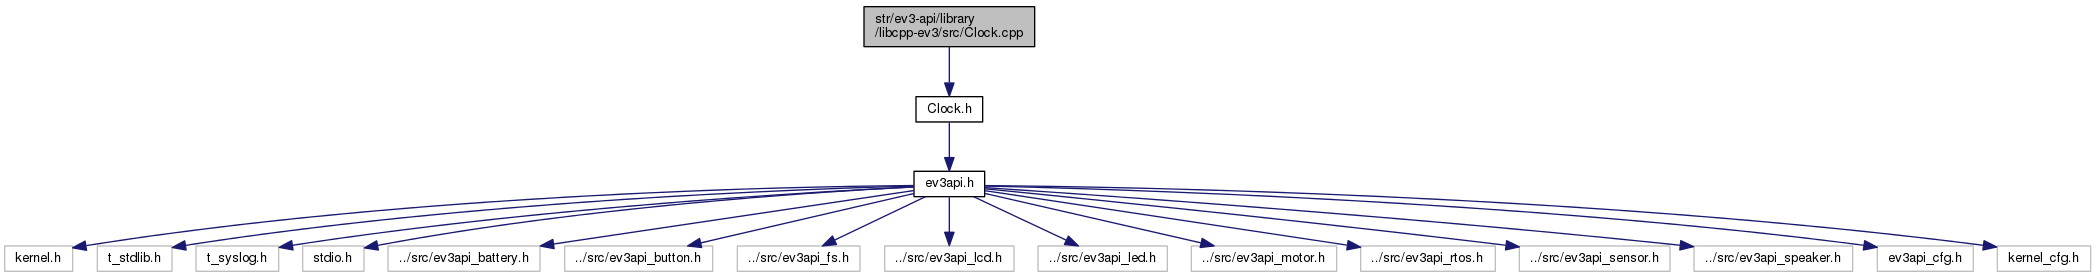 str/ev3-api/library
/libcpp-ev3/src/Clock.cpp
Clock.h
ev3api.h
kernel.h
t_stdlib.h
t_syslog.h
stdio.h
../src/ev3api_battery.h
../src/ev3api_button.h
../src/ev3api_fs.h
../src/ev3api_lcd.h
../src/ev3api_led.h
../src/ev3api_motor.h
../src/ev3api_rtos.h
../src/ev3api_sensor.h
../src/ev3api_speaker.h
ev3api_cfg.h
kernel_cfg.h